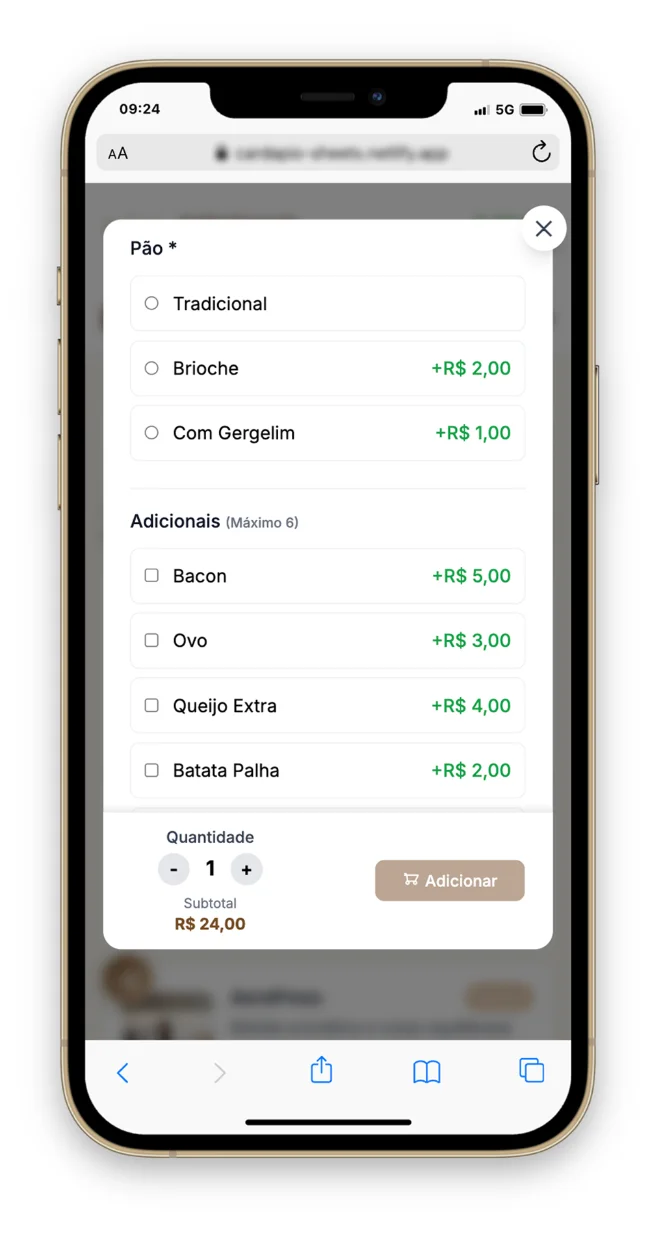 09:24
5G
AA
Pão *
Tradicional
Brioche +R$ 2,00
Com Gergelim +R$ 1,00
Adicionais (Máximo 6)
Bacon +R$ 5,00
Ovo +R$ 3,00
Queijo Extra +R$ 4,00
Batata Palha +R$ 2,00
Quantidade
- 1 +
Adicionar
Subtotal
R$ 24,00